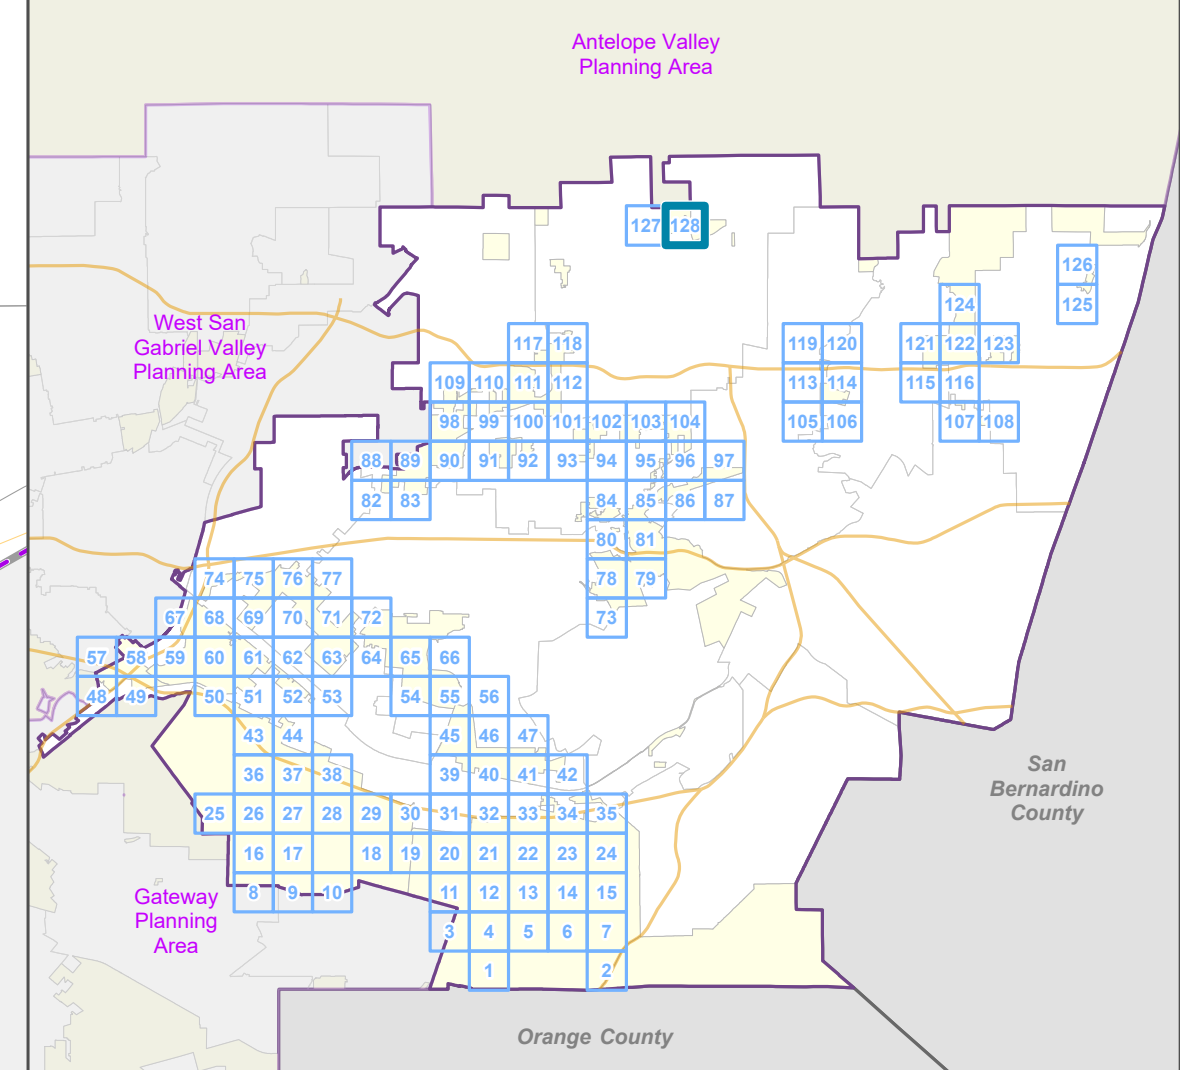 Antelope Valley
Planning Area
127 128
126
West San
Gabriel Valley
Planning Area
124 125
117 118 119 120 121 122 123
109 110 111 112 113 114 115 116
98 99 100 101 102 103 104 105 106 107 108
88 89 90 91 92 93 94 95 96 97
82 83 84 85 86 87
80 81
74 75 76 77 78 79
67 68 69 70 71 72 73
57 58 59 60 61 62 63 64 65 66
48 49 50 51 52 53 54 55 56
43 44 45 46 47
36 37 38 39 40 41 42
San
Bernardino
County
25 26 27 28 29 30 31 32 33 34 35
16 17 18 19 20 21 22 23 24
Gateway
Planning
Area
8 9 10 11 12 13 14 15
3 4 5 6 7
1 2
Orange County